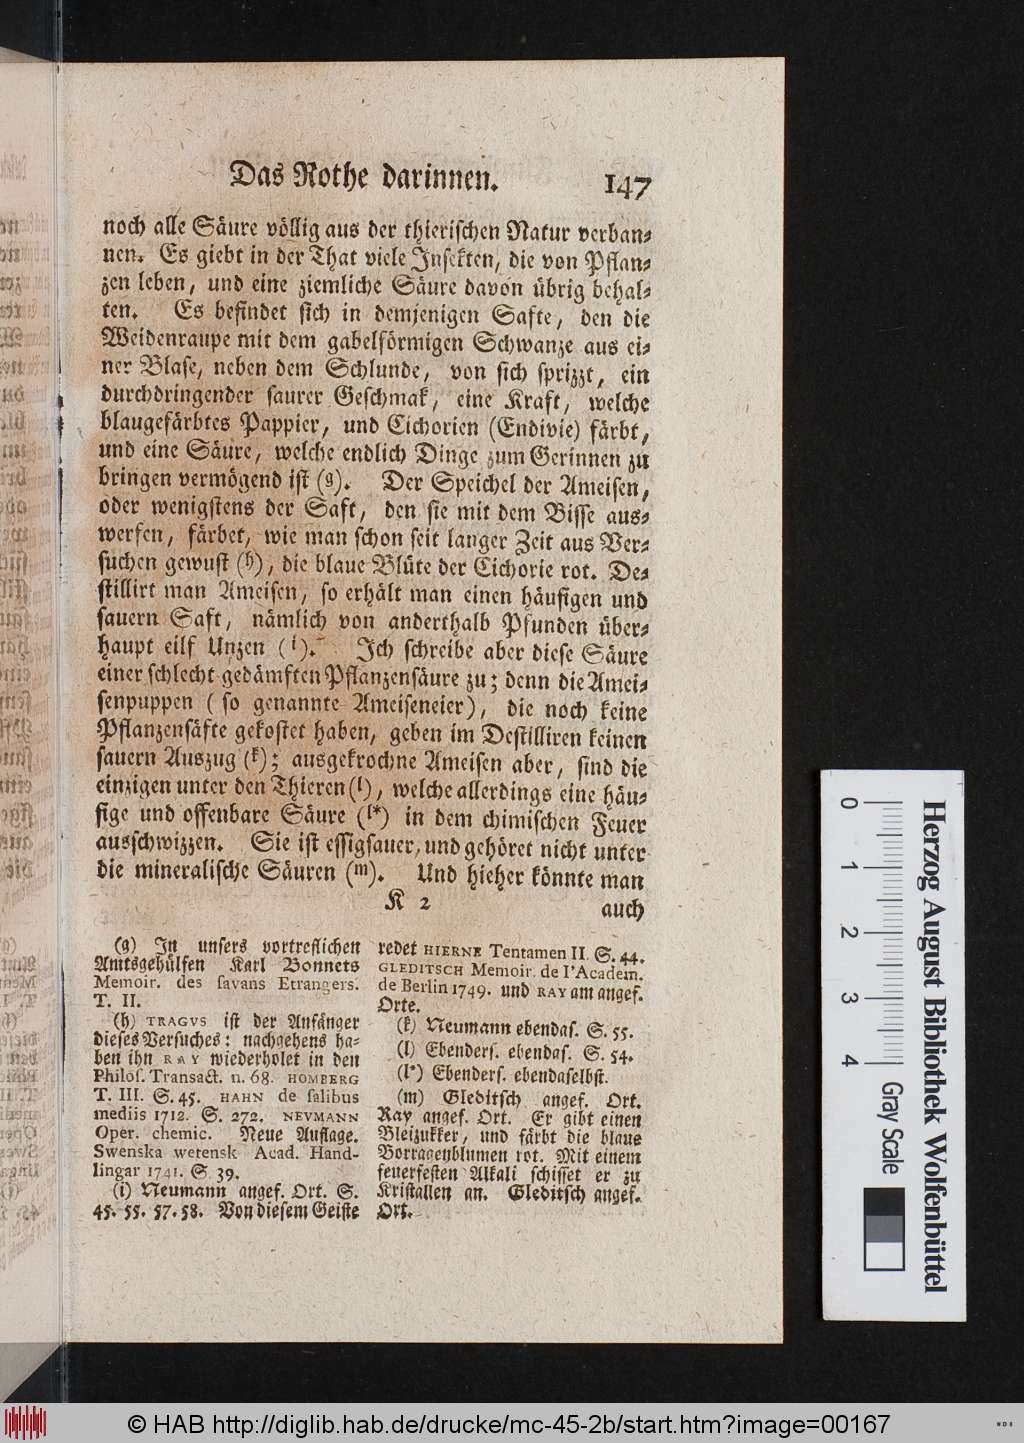 Das Rothe darinnen. 147
noch alle Säure völlig aus der thierischen Natur verban-
nen. Es giebt in der That viele Insekten, die von Pflan-
zen leben, und eine ziemliche Säure davon übrig behal-
ten. Es befindet sich in demjenigen Safte, den die
Weidenraupe mit dem gabelförmigen Schwanze aus ei-
ner Blase, neben dem Schlunde, von sich sprizzt, ein
durchdringender saurer Geschmak, eine Kraft, welche
blaugefärbtes Pappier, und Cichorien (Endivie) färbt,
und eine Säure, welche endlich Dinge zum Gerinnen zu
bringen vermögend ist (g). Der Speichel der Ameisen,
oder wenigstens der Saft, den sie mit dem Bisse aus-
werfen, färbet, wie man schon seit langer Zeit aus Ver-
suchen gewust (h), die blaue Blüte der Cichorie rot. De-
stillirt man Ameisen, so erhält man einen häufigen und
sauern Saft, nämlich von anderthalb Pfunden über-
haupt eilf Unzen (i). Ich schreibe aber diese Säure
einer schlecht gedämften Pflanzensäure zu; denn die Amei-
senpuppen (so genannte Ameiseneier), die noch keine
Pflanzensäfte gekostet haben, geben im Destilliren keinen
sauern Auszug (k); ausgekrochne Ameisen aber, sind die
einzigen unter den Thieren (l), welche allerdings eine häu-
fige und offenbare Säure (l*) in dem chimischen Feuer
ausschwizzen. Sie ist essigsauer, und gehöret nicht unter
die mineralische Säuren (m). Und hieher könnte man
K 2 auch
(g) In unsers vortreflichen
Amtsgehülfen Karl Bonnets
Memoir. des savans Etrangers.
T. II.
(h) TRAGVS ist der Anfänger
dieses Versuches: nachgehens ha-
ben ihn RAY wiederholet in den
Philos. Transact. n. 68. HOMBERG
T. III. S. 45. HAHN de salibus
mediis 1712. S. 272. NEVMANN
Oper. chemic. Neue Auflage.
Swenska wetensk Acad. Hand-
lingar 1741. S. 39.
(i) Neumann angef. Ort. S.
45. 55. 57. 58. Von diesem Geiste
redet HIERNE Tentamen II. S. 44.
GLEDITSCH Memoir. de l'Academ.
de Berlin 1749. und RAY am angef.
Orte.
(k) Neumann ebendas. S. 55.
(l) Ebenders. ebendas. S. 54.
(l*) Ebenders. ebendaselbst.
(m) Gleditsch angef. Ort.
Ray angef. Ort. Er gibt einen
Bleizukker, und färbt die blaue
Borragenblumen rot. Mit einem
feuerfesten Alkali schisset er zu
Kristallen an. Gleditsch angef.
Ort.
0 1 2 3 4 Gray Scale
Herzog August Bibliothek Wolfenbüttel
© HAB http://diglib.hab.de/drucke/mc-45-2b/start.htm?image=00167